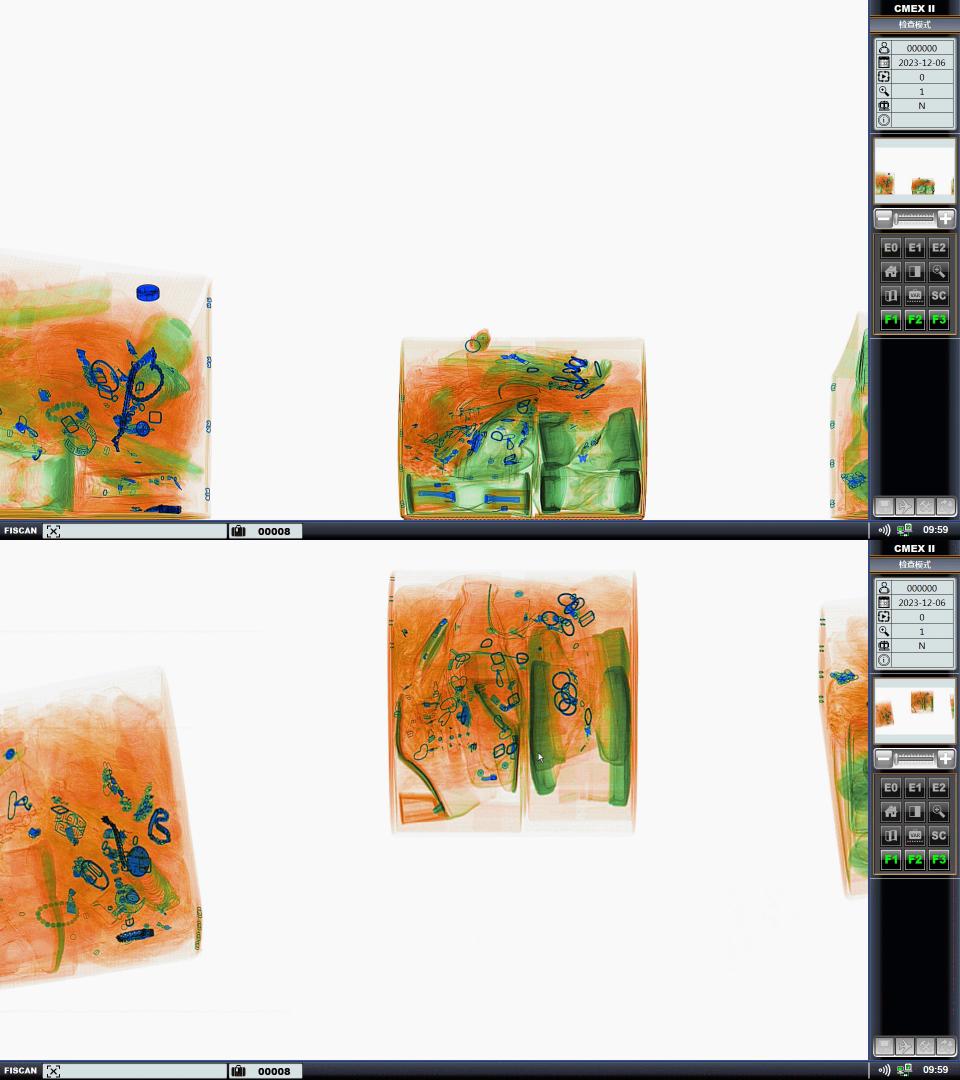 CMEX II
检查模式
000000
2023-12-06
0
1
N
E0 E1 E2
VAR SC
F1 F2 F3
FISCAN 00008 09:59
CMEX II
检查模式
000000
2023-12-06
0
1
N
E0 E1 E2
VAR SC
F1 F2 F3
FISCAN 00008 09:59